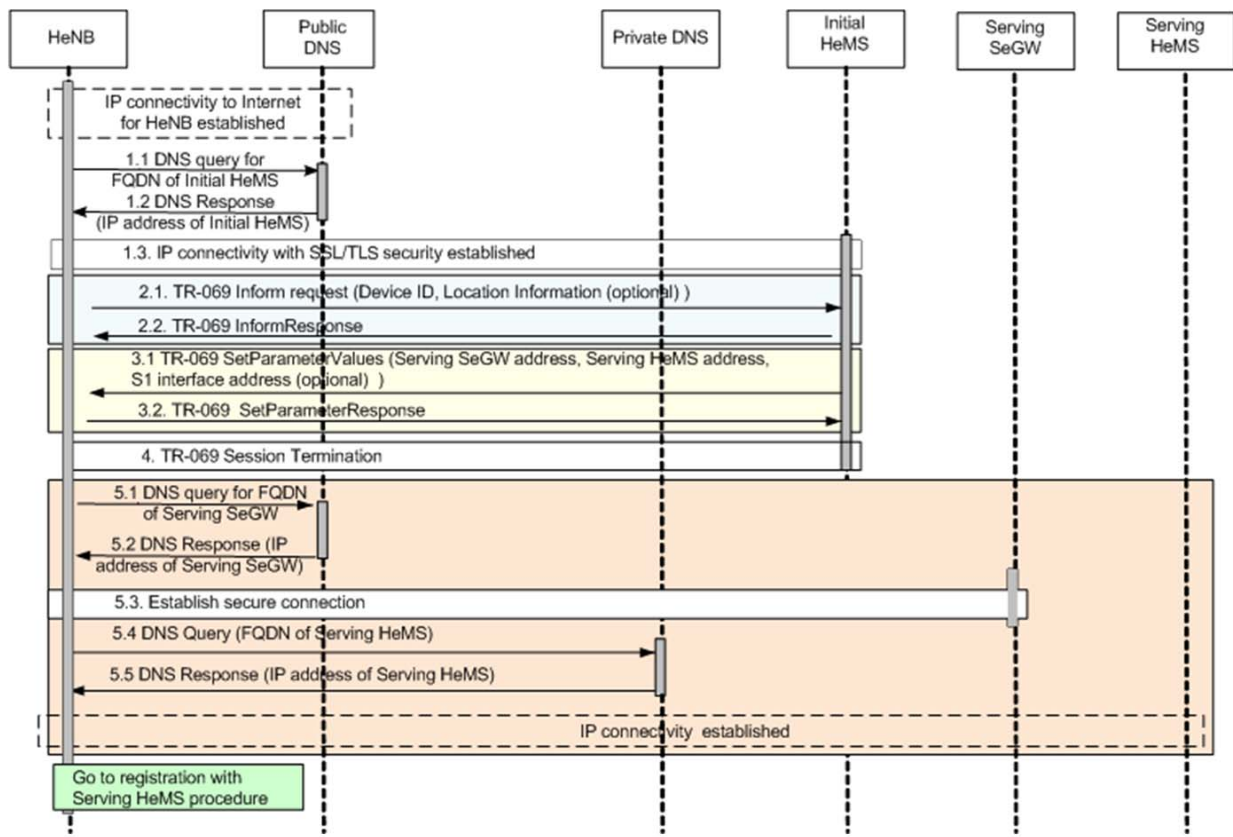 HeNB
Public
DNS
Private DNS
Initial
HeMS
Serving
SeGW
Serving
HeMS
IP connectivity to Internet
for HeNB established
1.1 DNS query for
FQDN of Initial HeMS
1.2 DNS Response
(IP address of Initial HeMS)
1.3. IP connectivity with SSL/TLS security established
2.1. TR-069 Inform request (Device ID, Location Information (optional) )
2.2. TR-069 InformResponse
3.1 TR-069 SetParameterValues (Serving SeGW address, Serving HeMS address,
S1 interface address (optional) )
3.2. TR-069 SetParameterResponse
4. TR-069 Session Termination
5.1 DNS query for FQDN
of Serving SeGW
5.2 DNS Response (IP
address of Serving SeGW)
5.3. Establish secure connection
5.4 DNS Query (FQDN of Serving HeMS)
5.5 DNS Response (IP address of Serving HeMS)
IP connectivity established
Go to registration with
Serving HeMS procedure